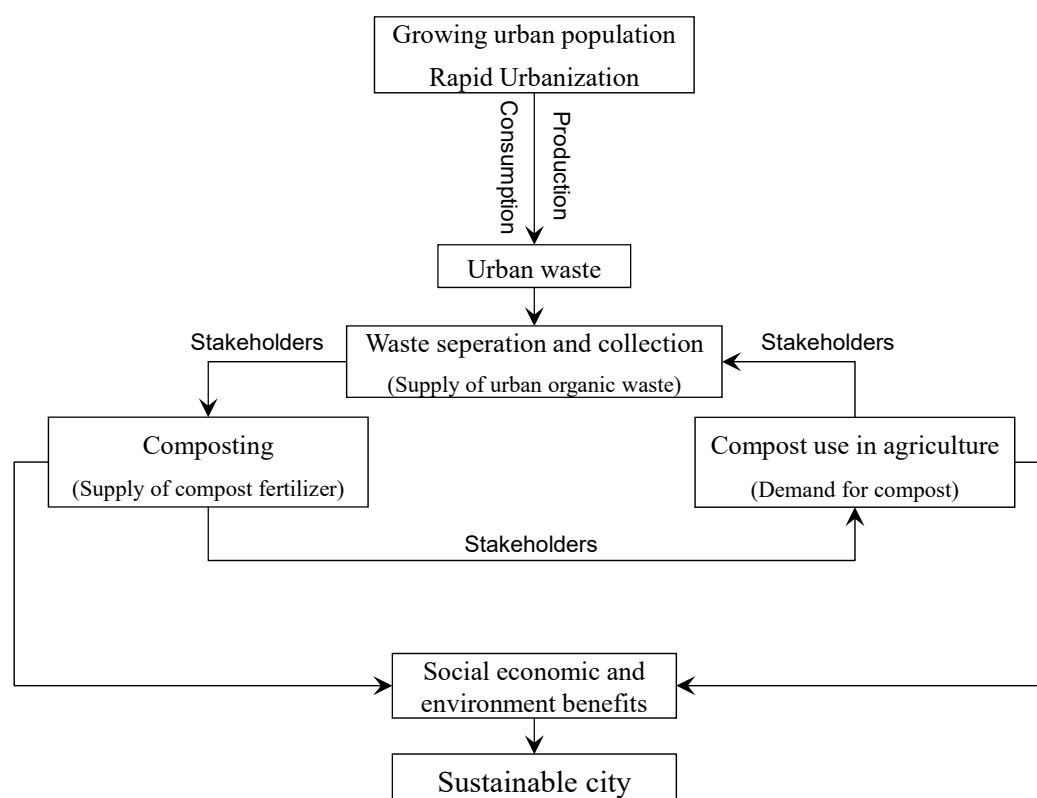 Growing urban population
Rapid Urbanization
Consumption
Production
Urban waste
Stakeholders
Waste seperation and collection
(Supply of urban organic waste)
Stakeholders
Composting
(Supply of compost fertilizer)
Compost use in agriculture
(Demand for compost)
Stakeholders
Social economic and
environment benefits
Sustainable city